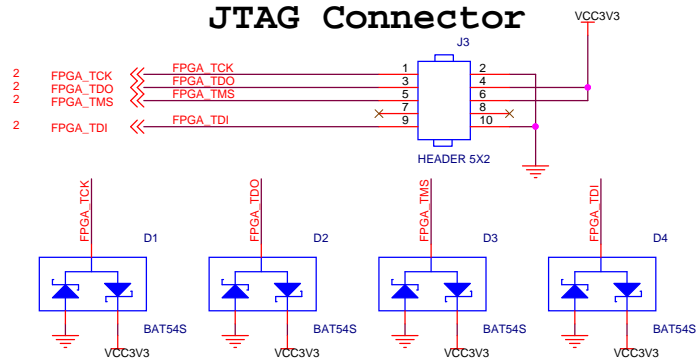 JTAG Connector
VCC3V3
J3
2 FPGA_TCK FPGA_TCK 1 2
2 FPGA_TDO FPGA_TDO 3 4
2 FPGA_TMS FPGA_TMS 5 6
7 8
2 FPGA_TDI FPGA_TDI 9 10
HEADER 5X2
FPGA_TCK FPGA_TDO FPGA_TMS FPGA_TDI
D1 D2 D3 D4
BAT54S BAT54S BAT54S BAT54S
VCC3V3 VCC3V3 VCC3V3 VCC3V3